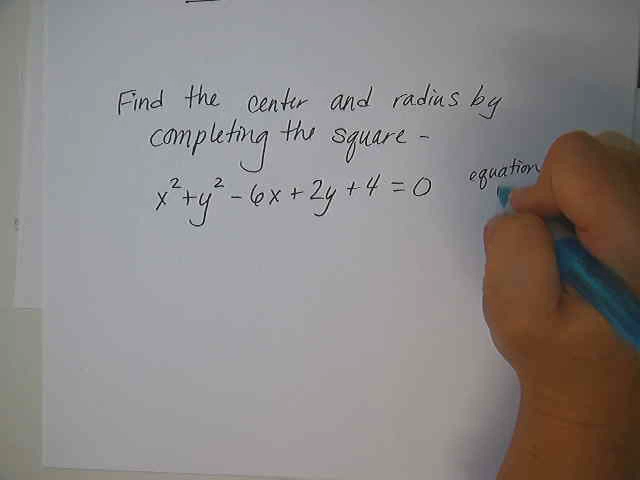 Find the center and radius by
completing the square -
x² + y² - 6x + 2y + 4 = 0
equation